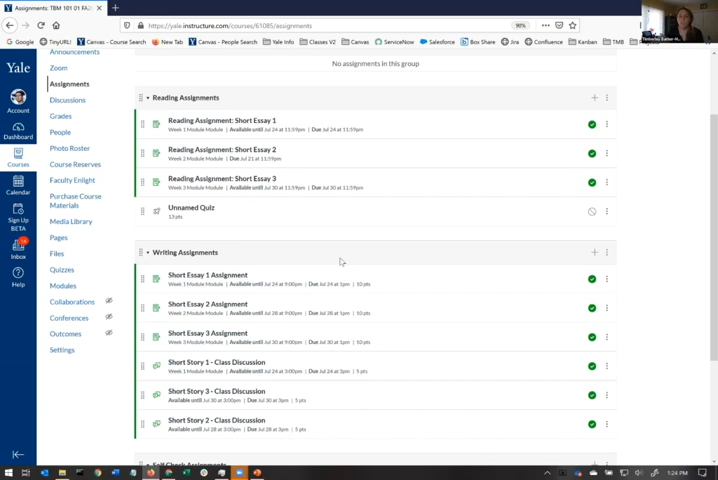 Assignments: TBM 101 01 FA20
https://yale.instructure.com/courses/61085/assignments
90%
Google
TinyURL
Canvas - Course Search
New Tab
Canvas - People Search
Yale Info
Classes V2
Canvas
ServiceNow
Salesforce
Box Share
Jira
Confluence
Kanban
TMB
Yale
Account
Dashboard
Courses
Calendar
Sign Up
BETA
Inbox
Help
Announcements
Zoom
Assignments
Discussions
Grades
People
Photo Roster
Course Reserves
Faculty Enlight
Purchase Course
Materials
Media Library
Pages
Files
Quizzes
Modules
Collaborations
Conferences
Outcomes
Settings
No assignments in this group
Reading Assignments
Reading Assignment: Short Essay 1
Week 1 Module Module | Available until Jul 24 at 11:59pm | Due Jul 24 at 11:59pm
Reading Assignment: Short Essay 2
Week 2 Module Module | Due Jul 21 at 11:59pm
Reading Assignment: Short Essay 3
Week 3 Module Module | Available until Jul 30 at 11:59pm | Due Jul 30 at 11:59pm
Unnamed Quiz
13 pts
Writing Assignments
Short Essay 1 Assignment
Week 1 Module Module | Available until Jul 24 at 9:00pm | Due Jul 24 at 1pm | 10 pts
Short Essay 2 Assignment
Week 2 Module Module | Available until Jul 28 at 9:00pm | Due Jul 28 at 1pm | 10 pts
Short Essay 3 Assignment
Week 3 Module Module | Available until Jul 30 at 9:00pm | Due Jul 30 at 1pm | 10 pts
Short Story 1 - Class Discussion
Week 1 Module Module | Available until Jul 24 at 3:00pm | Due Jul 24 at 3pm | 5 pts
Short Story 3 - Class Discussion
Available until Jul 30 at 3:00pm | Due Jul 30 at 3pm | 5 pts
Short Story 2 - Class Discussion
Available until Jul 28 at 3:00pm | Due Jul 28 at 3pm | 5 pts
Self Check Assignments
1:24 PM